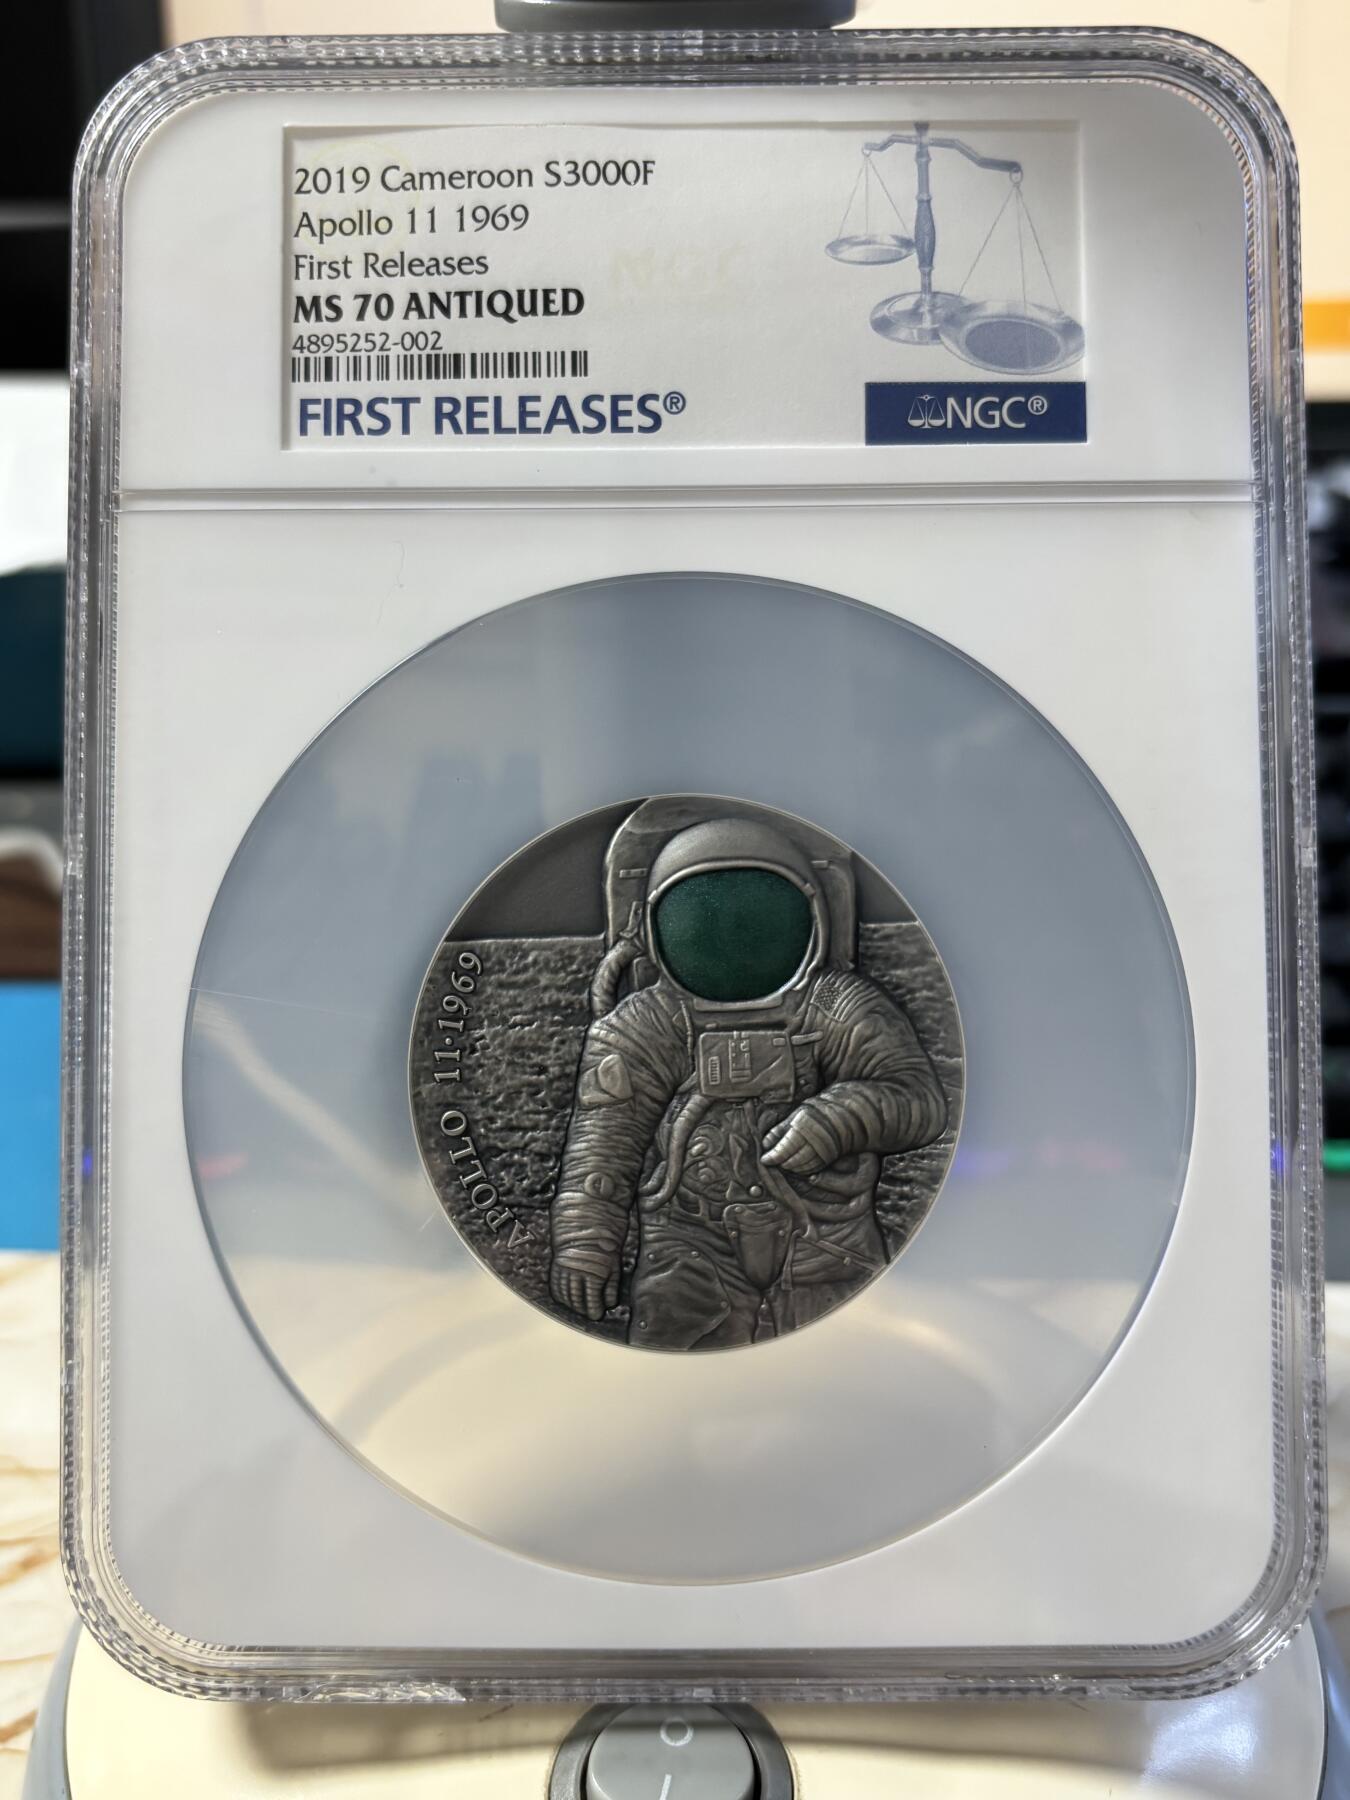 2019 Cameroon S3000F
Apollo 11 1969
First Releases
MS 70 ANTIQUED
4895252-002
FIRST RELEASES®
NGC®
NGC
APOLLO 11·1969